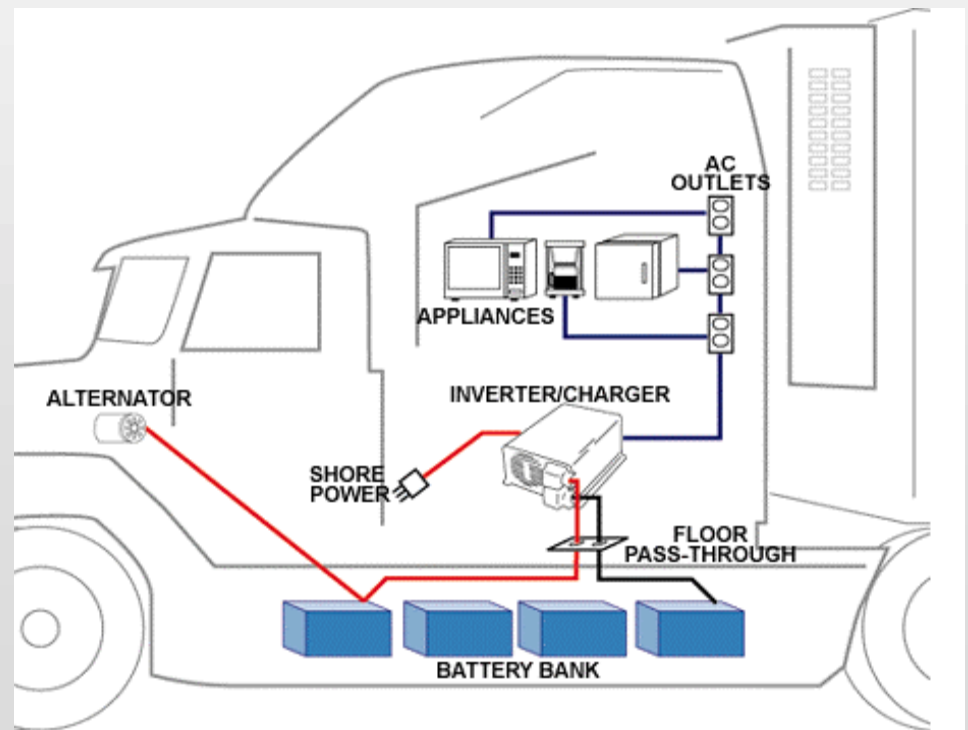 AC
OUTLETS
APPLIANCES
ALTERNATOR
INVERTER/CHARGER
SHORE
POWER
FLOOR
PASS-THROUGH
BATTERY BANK